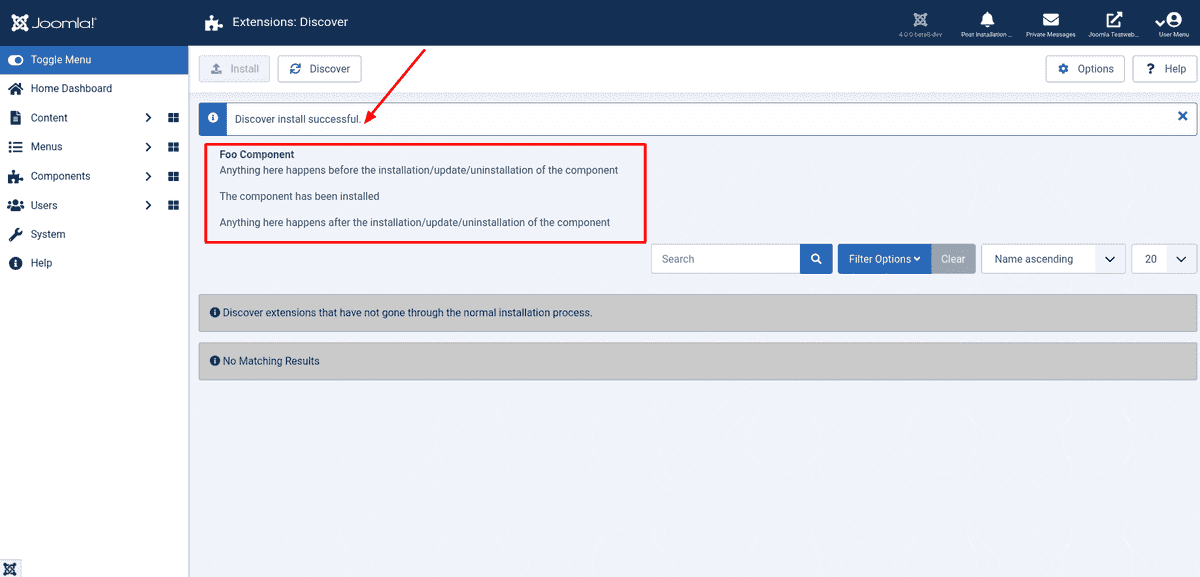 Joomla!®
Extensions: Discover
4.0.0-beta6-dev
Post Installation ...
Private Messages
Joomla Testweb...
User Menu
Toggle Menu
Home Dashboard
Content
Menus
Components
Users
System
Help
Install
Discover
Options
? Help
Discover install successful.
Foo Component
Anything here happens before the installation/update/uninstallation of the component
The component has been installed
Anything here happens after the installation/update/uninstallation of the component
Search
Filter Options
Clear
Name ascending
20
Discover extensions that have not gone through the normal installation process.
No Matching Results